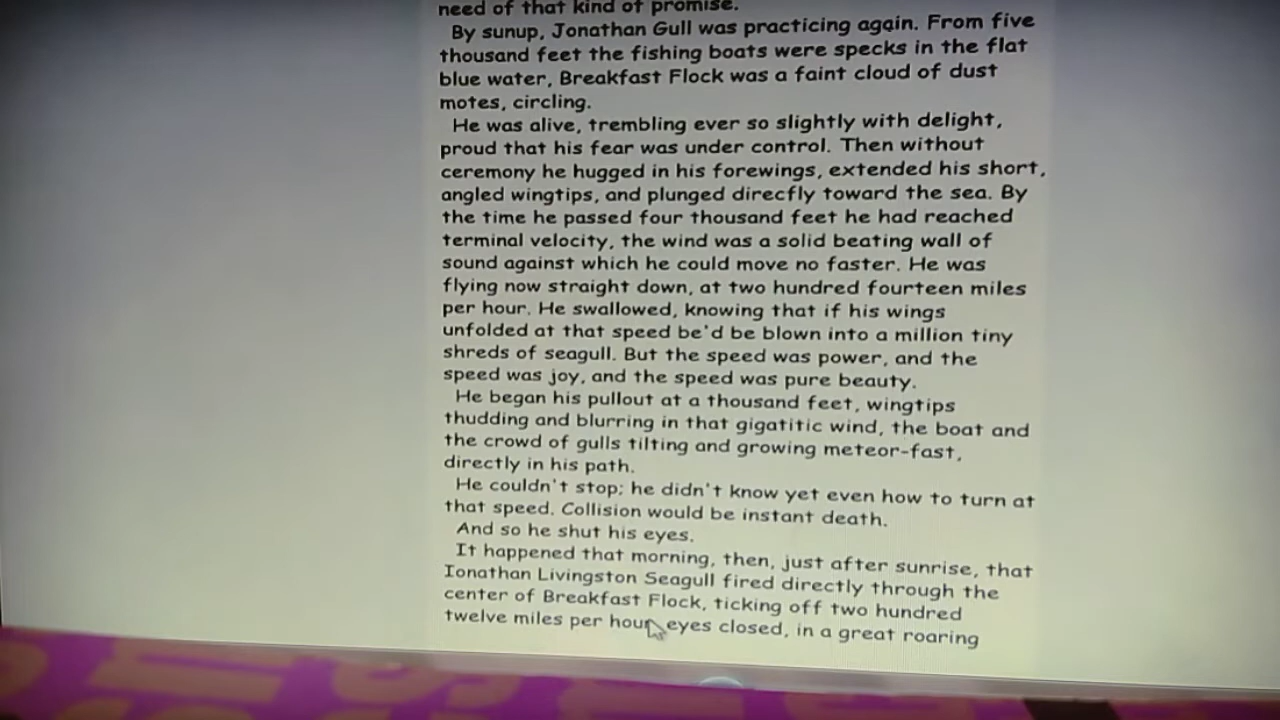 need of that kind of promise.
By sunup, Jonathan Gull was practicing again. From five
thousand feet the fishing boats were specks in the flat
blue water, Breakfast Flock was a faint cloud of dust
motes, circling.
He was alive, trembling ever so slightly with delight,
proud that his fear was under control. Then without
ceremony he hugged in his forewings, extended his short,
angled wingtips, and plunged direcfly toward the sea. By
the time he passed four thousand feet he had reached
terminal velocity, the wind was a solid beating wall of
sound against which he could move no faster. He was
flying now straight down, at two hundred fourteen miles
per hour. He swallowed, knowing that if his wings
unfolded at that speed be'd be blown into a million tiny
shreds of seagull. But the speed was power, and the
speed was joy, and the speed was pure beauty.
He began his pullout at a thousand feet, wingtips
thudding and blurring in that gigatitic wind, the boat and
the crowd of gulls tilting and growing meteor-fast,
directly in his path.
He couldn't stop; he didn't know yet even how to turn at
that speed. Collision would be instant death.
And so he shut his eyes.
It happened that morning, then, just after sunrise, that
Ionathan Livingston Seagull fired directly through the
center of Breakfast Flock, ticking off two hundred
twelve miles per hour, eyes closed, in a great roaring